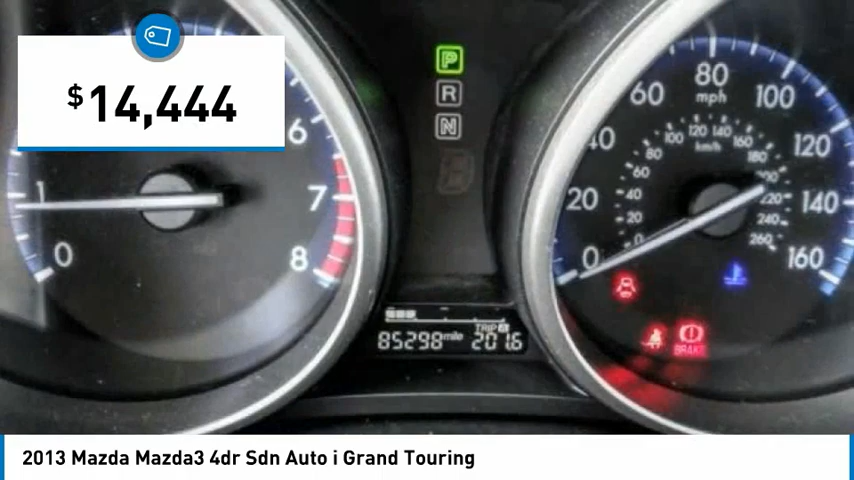 $14,444
P
R
N
D
6
7
8
1
0
0 20 40 60 80 100 120 140 160
mph
0 20 40 60 80 100 120 140 160 180 200 220 240 260
km/h
TRIP A
85298mile 201.6
BRAKE
2013 Mazda Mazda3 4dr Sdn Auto i Grand Touring